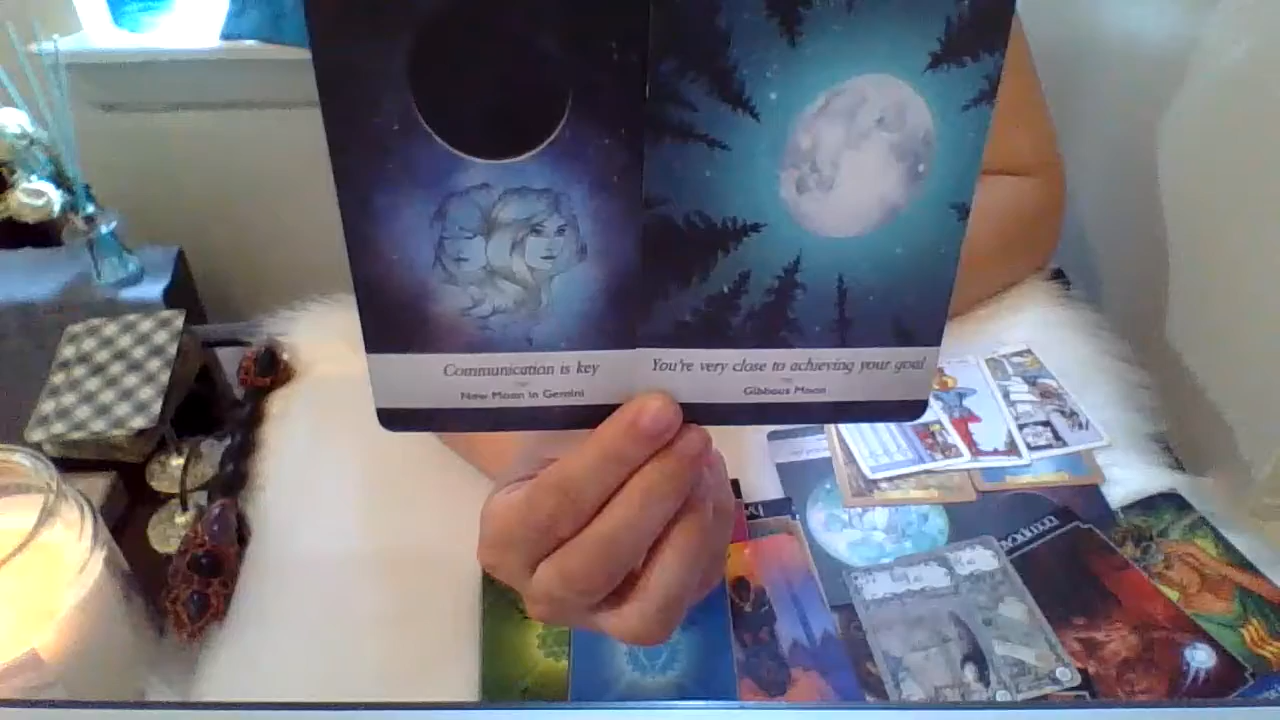 Communication is key
New Moon in Gemini
You're very close to achieving your goal
Gibbous Moon